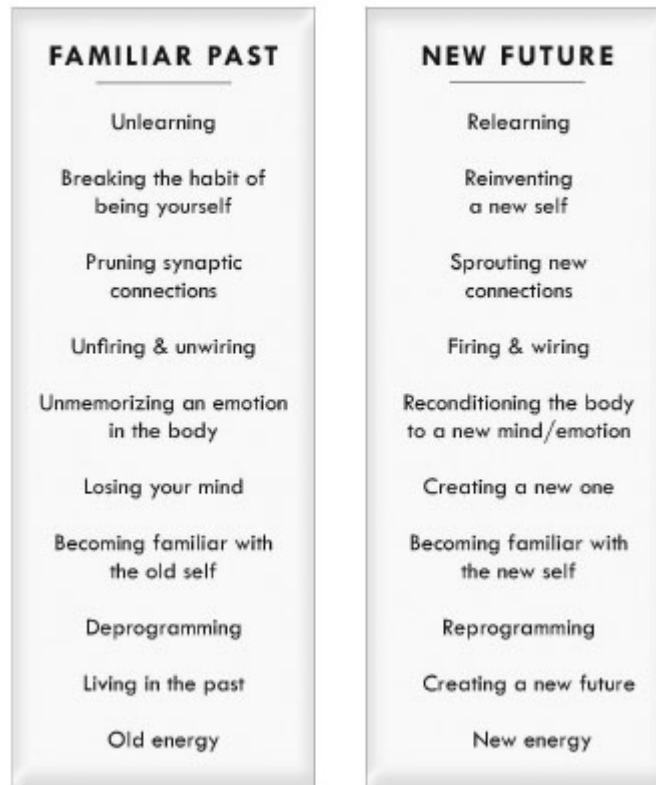 FAMILIAR PAST
Unlearning
Breaking the habit of
being yourself
Pruning synaptic
connections
Unfiring & unwiring
Unmemorizing an emotion
in the body
Losing your mind
Becoming familiar with
the old self
Deprogramming
Living in the past
Old energy
NEW FUTURE
Relearning
Reinventing
a new self
Sprouting new
connections
Firing & wiring
Reconditioning the body
to a new mind/emotion
Creating a new one
Becoming familiar with
the new self
Reprogramming
Creating a new future
New energy